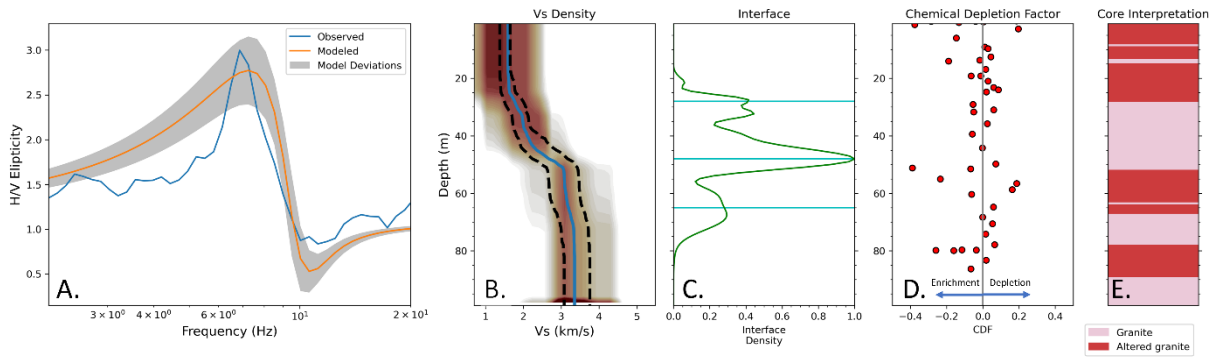 Vs Density
Interface
Chemical Depletion Factor
Core Interpretation
H/V Elipticity
3.0
2.5
2.0
1.5
1.0
0.5
Observed
Modeled
Model Deviations
A.
3 × 10⁰
4 × 10⁰
6 × 10⁰
10¹
2 × 10¹
Frequency (Hz)
Depth (m)
20
40
60
80
B.
1
2
3
4
5
Vs (km/s)
C.
0.0
0.2
0.4
0.6
0.8
1.0
Interface
Density
Enrichment
Depletion
D.
−0.4
−0.2
0.0
0.2
0.4
CDF
E.
Granite
Altered granite